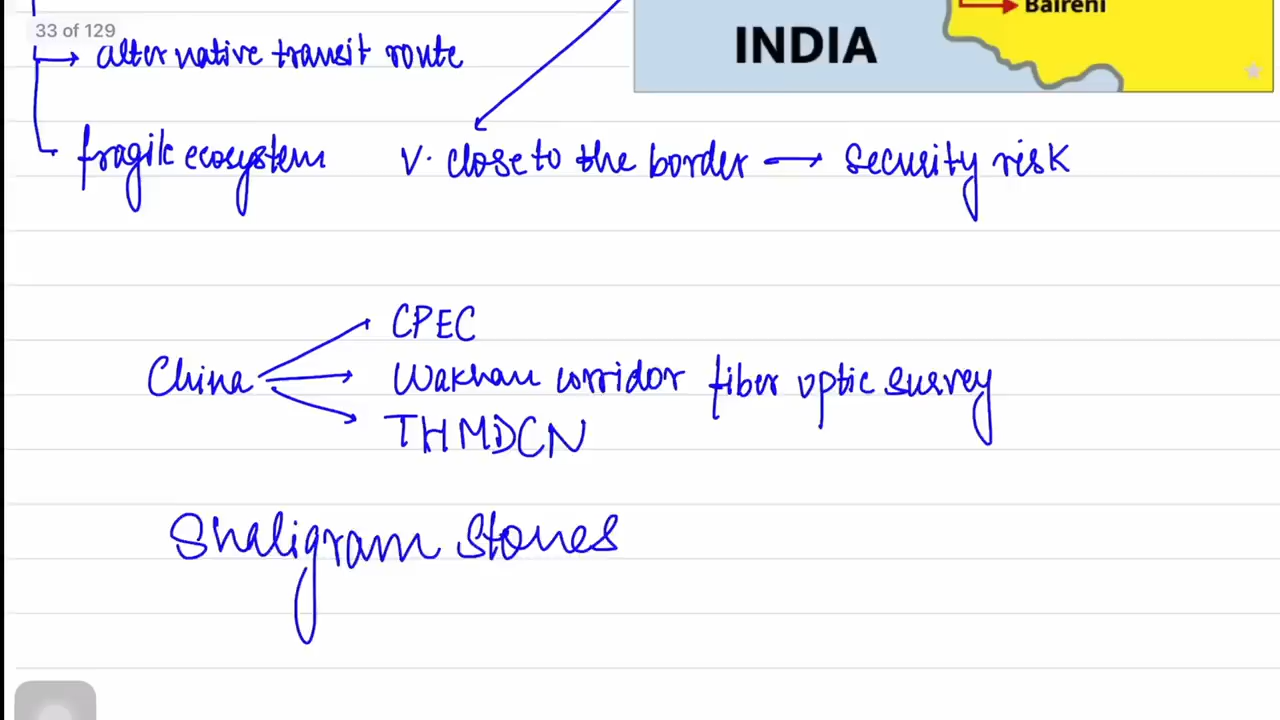 33 of 129
Baireni
→ alternative transit route
INDIA
fragile ecosystem v. close to the border → security risk
CPEC
China Wakhan corridor fiber optic survey
THMDCN
Shaligram Stones